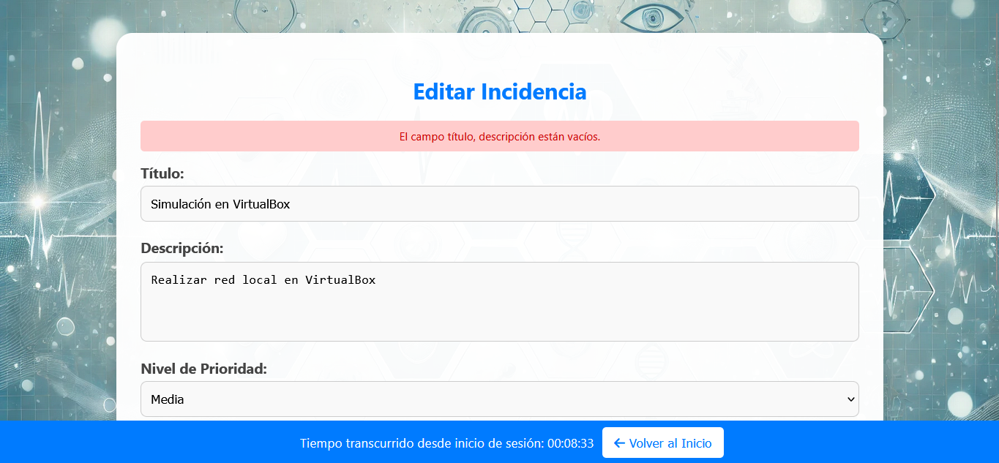 Editar Incidencia
El campo título, descripción están vacíos.
Título:
Simulación en VirtualBox
Descripción:
Realizar red local en VirtualBox
Nivel de Prioridad:
Media
Tiempo transcurrido desde inicio de sesión: 00:08:33 Volver al Inicio